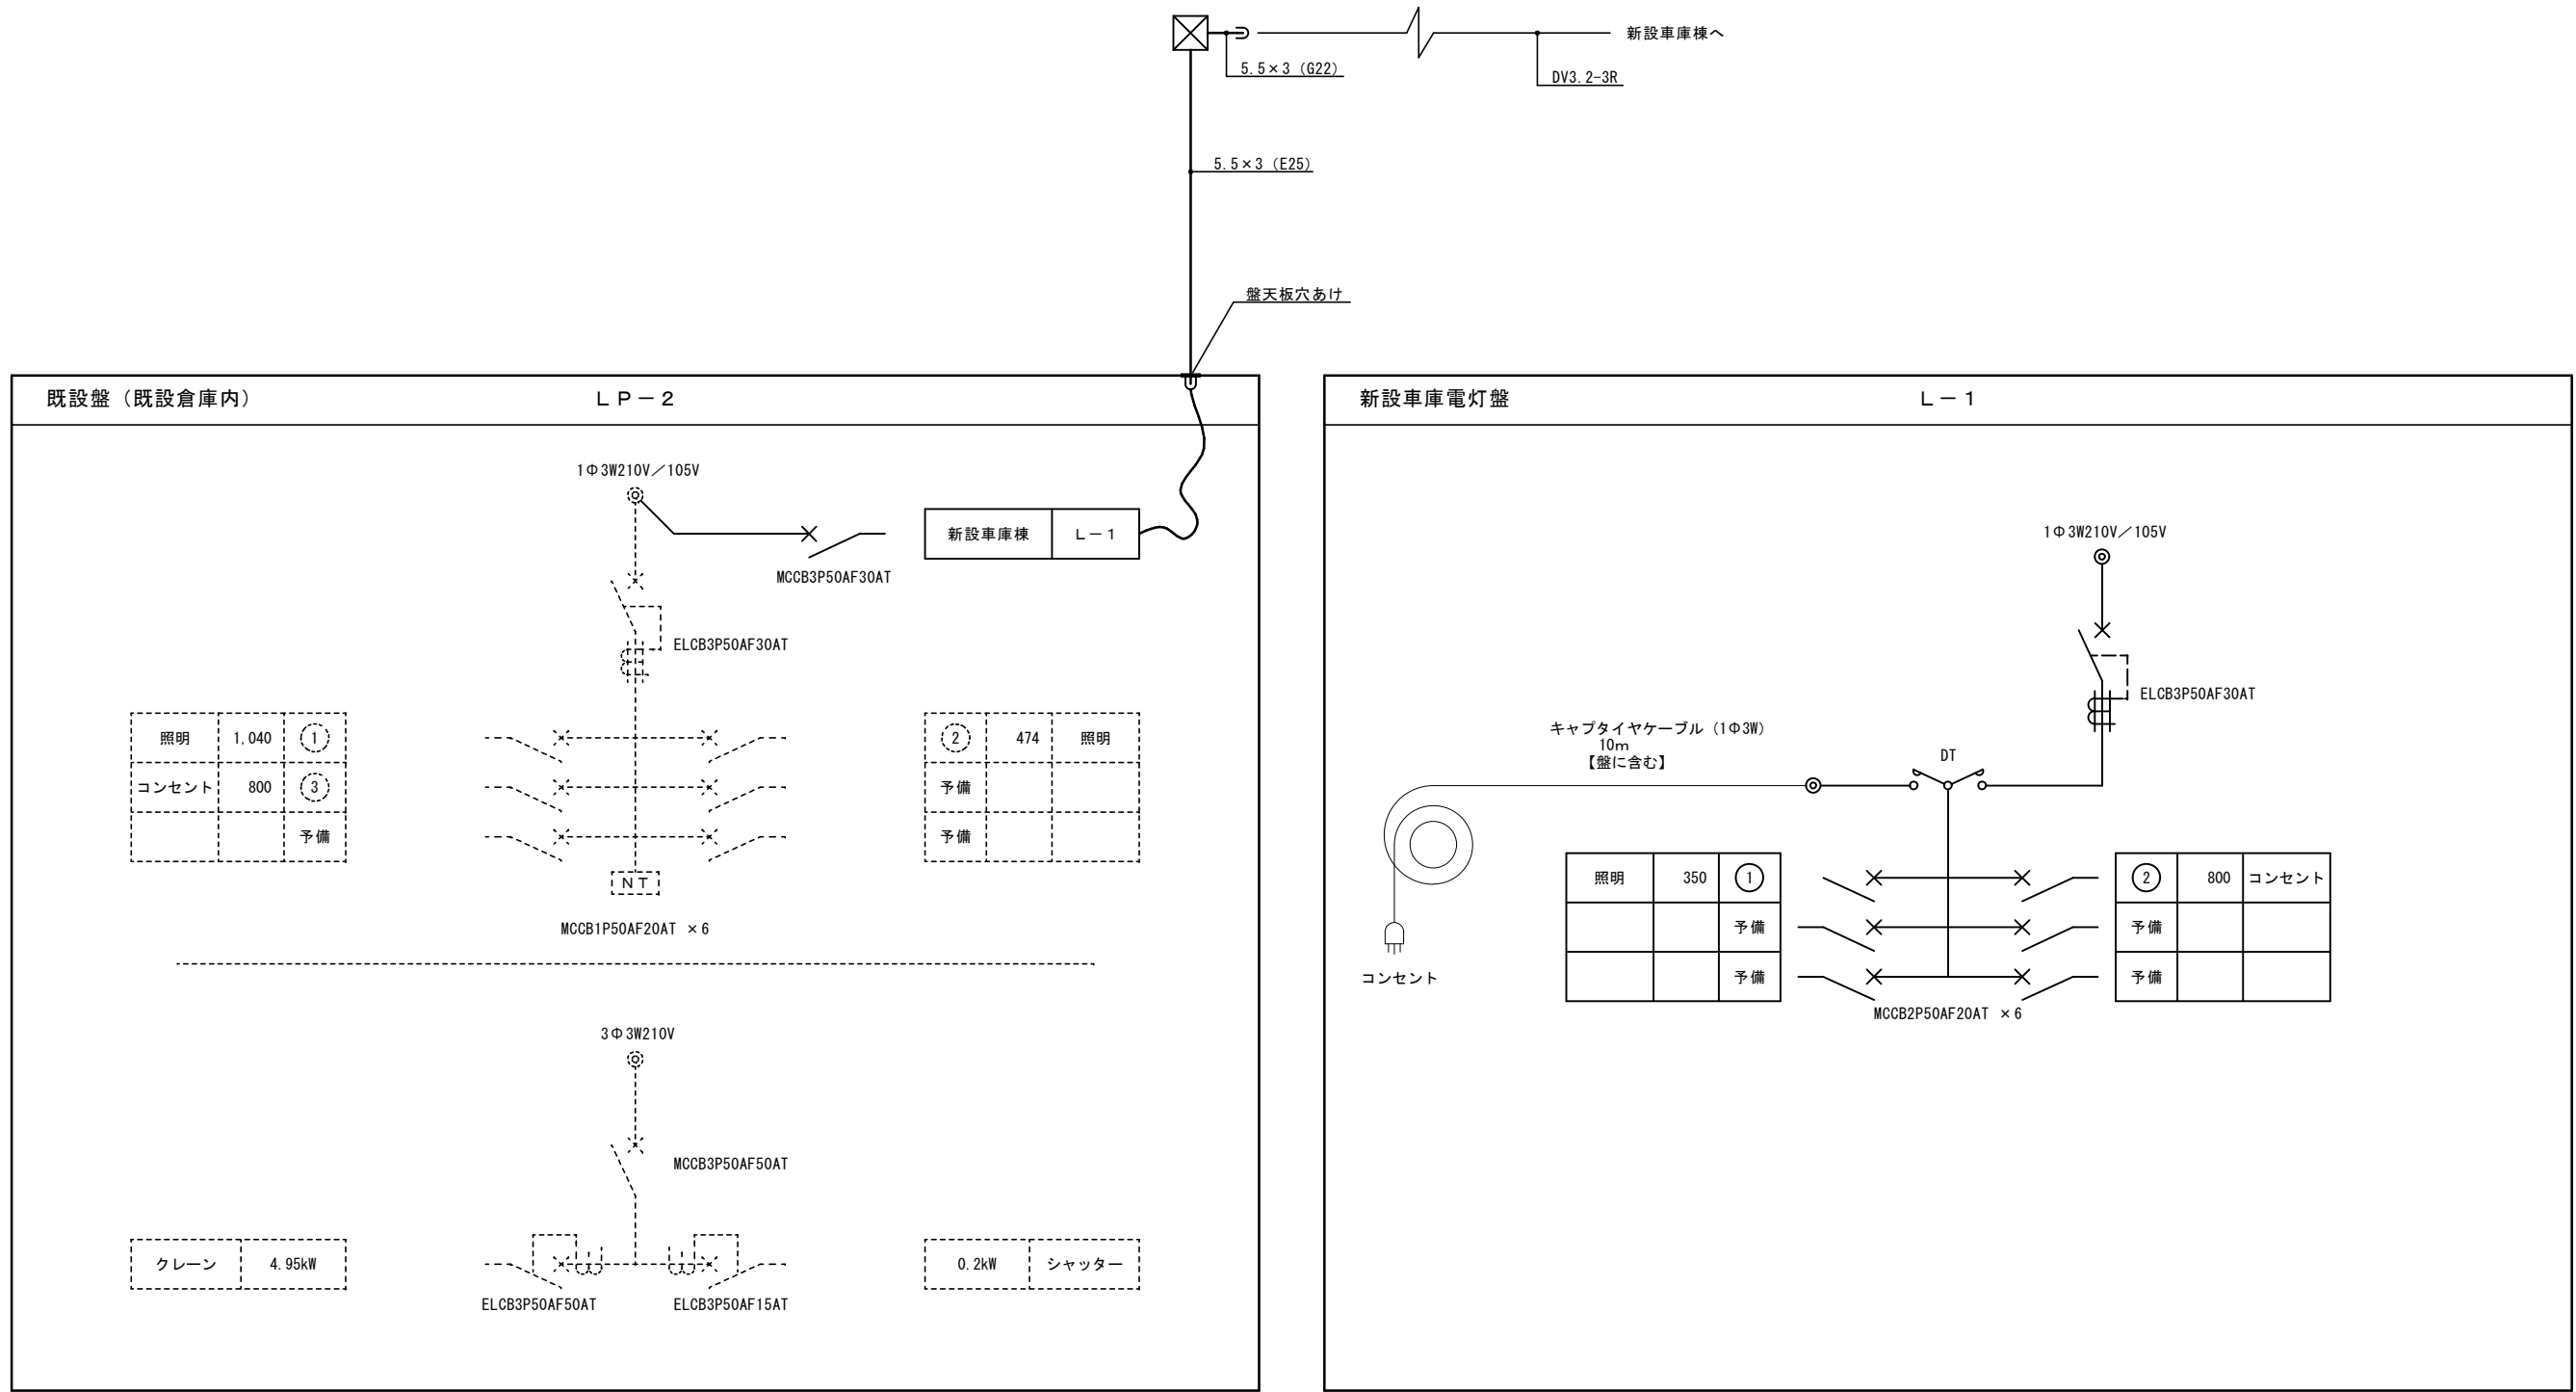 新設車庫棟へ
5.5×3 (G22)
DV3.2-3R
5.5×3 (E25)
盤天板穴あけ
既設盤（既設倉庫内）
ＬＰ－２
1Φ3W210V／105V
新設車庫棟
Ｌ－１
MCCB3P50AF30AT
ELCB3P50AF30AT
照明 1,040 ①
コンセント 800 ③
予備
② 474 照明
予備
予備
ＮＴ
MCCB1P50AF20AT ×6
3Φ3W210V
MCCB3P50AF50AT
クレーン 4.95kW
0.2kW シャッター
ELCB3P50AF50AT
ELCB3P50AF15AT
新設車庫電灯盤
Ｌ－１
1Φ3W210V／105V
ELCB3P50AF30AT
キャプタイヤケーブル（1Φ3W）
10m
【盤に含む】
DT
照明 350 ①
予備
予備
② 800 コンセント
予備
予備
コンセント
MCCB2P50AF20AT ×6